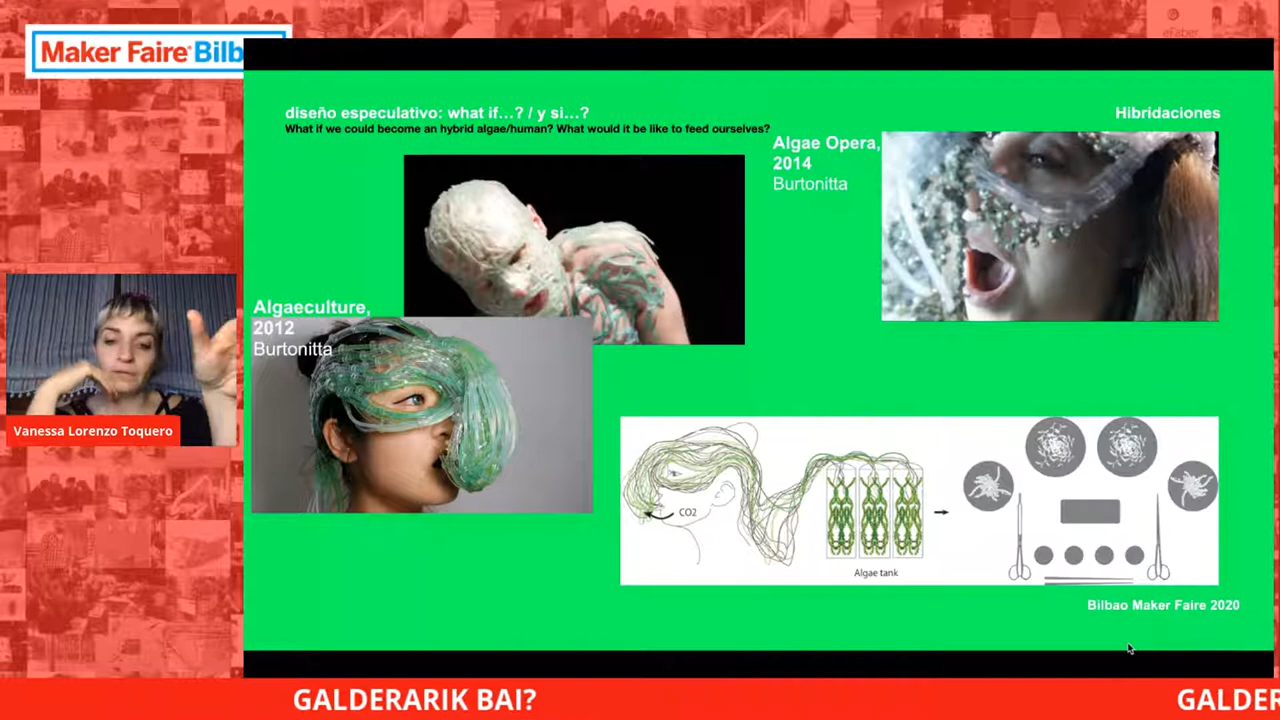 Maker Faire Bilb
eFaber
diseño especulativo: what if…? / y si…?
What if we could become an hybrid algae/human? What would it be like to feed ourselves?
Hibridaciones
Algae Opera,
2014
Burtonitta
Algaeculture,
2012
Burtonitta
Vanessa Lorenzo Toquero
CO2
Algae tank
Bilbao Maker Faire 2020
GALDERARIK BAI?
GALDER